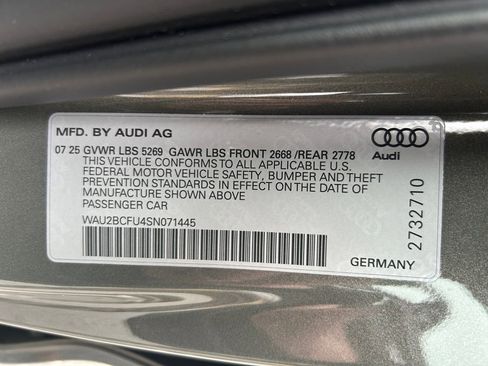 MFD. BY AUDI AG
07 25 GVWR LBS 5269 GAWR LBS FRONT 2668 /REAR 2778
THIS VEHICLE CONFORMS TO ALL APPLICABLE U.S.
FEDERAL MOTOR VEHICLE SAFETY, BUMPER AND THEFT
PREVENTION STANDARDS IN EFFECT ON THE DATE OF
MANUFACTURE SHOWN ABOVE
PASSENGER CAR
WAU2BCFU4SN071445
Audi
2732710
GERMANY